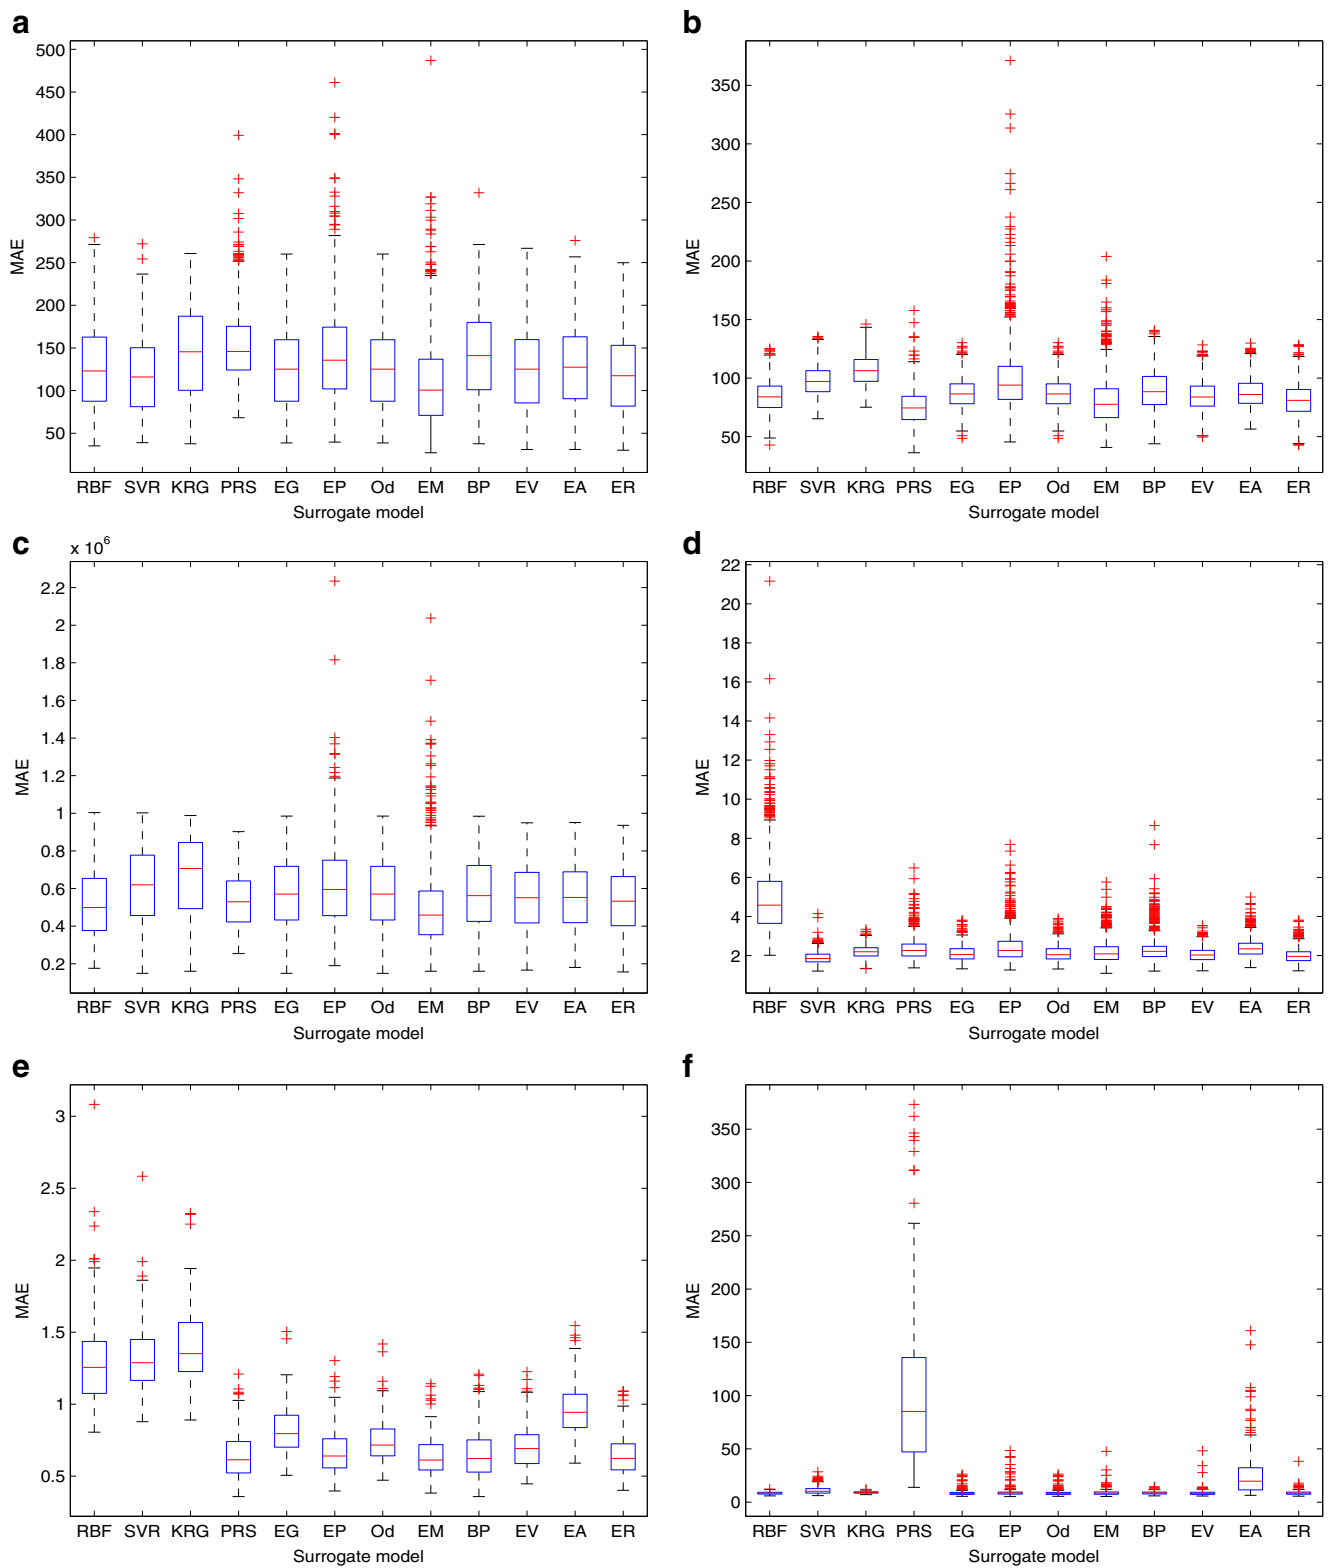 a
500
450
400
350
300
250
200
150
100
50
MAE
RBF SVR KRG PRS EG EP Od EM BP EV EA ER
Surrogate model
b
350
300
250
200
150
100
50
MAE
RBF SVR KRG PRS EG EP Od EM BP EV EA ER
Surrogate model
c
x 10^6
2.2
2
1.8
1.6
1.4
1.2
1
0.8
0.6
0.4
0.2
MAE
RBF SVR KRG PRS EG EP Od EM BP EV EA ER
Surrogate model
d
22
20
18
16
14
12
10
8
6
4
2
MAE
RBF SVR KRG PRS EG EP Od EM BP EV EA ER
Surrogate model
e
3
2.5
2
1.5
1
0.5
MAE
RBF SVR KRG PRS EG EP Od EM BP EV EA ER
Surrogate model
f
350
300
250
200
150
100
50
0
MAE
RBF SVR KRG PRS EG EP Od EM BP EV EA ER
Surrogate model